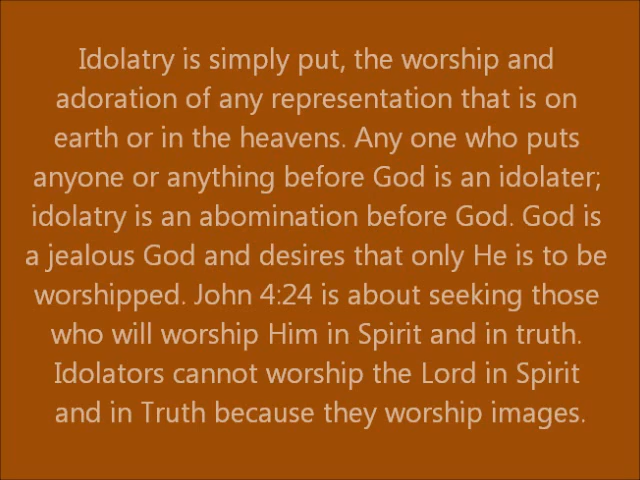 Idolatry is simply put, the worship and
adoration of any representation that is on
earth or in the heavens. Any one who puts
anyone or anything before God is an idolater;
idolatry is an abomination before God. God is
a jealous God and desires that only He is to be
worshipped. John 4:24 is about seeking those
who will worship Him in Spirit and in truth.
Idolators cannot worship the Lord in Spirit
and in Truth because they worship images.